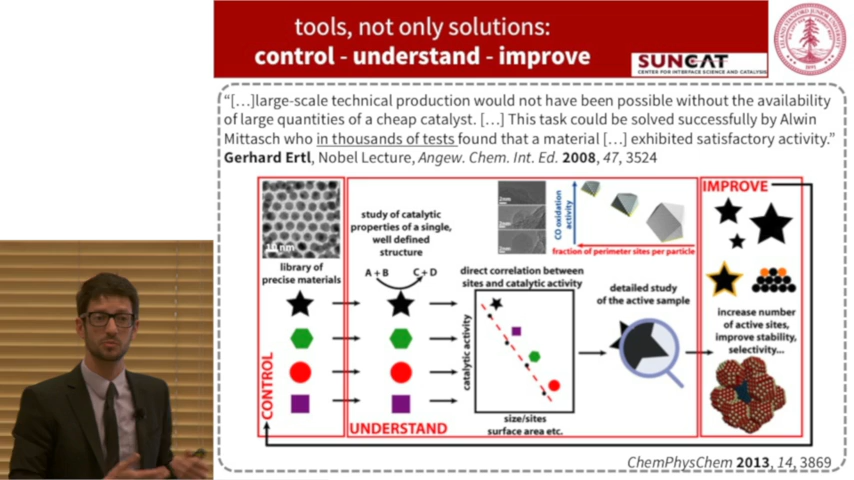 tools, not only solutions:
control - understand - improve
SUNCAT
CENTER FOR INTERFACE SCIENCE AND CATALYSIS
LELAND STANFORD JUNIOR UNIVERSITY
“[…]large-scale technical production would not have been possible without the availability
of large quantities of a cheap catalyst. […] This task could be solved successfully by Alwin
Mittasch who in thousands of tests found that a material […] exhibited satisfactory activity.”
Gerhard Ertl, Nobel Lecture, Angew. Chem. Int. Ed. 2008, 47, 3524
CONTROL
library of
precise materials
study of catalytic
properties of a single,
well defined
structure
A + B
C + D
UNDERSTAND
CO oxidation
activity
fraction of perimeter sites per particle
direct correlation between
sites and catalytic activity
catalytic activity
size/sites
surface area etc.
detailed study
of the active sample
IMPROVE
increase number
of active sites,
improve stability,
selectivity...
ChemPhysChem 2013, 14, 3869